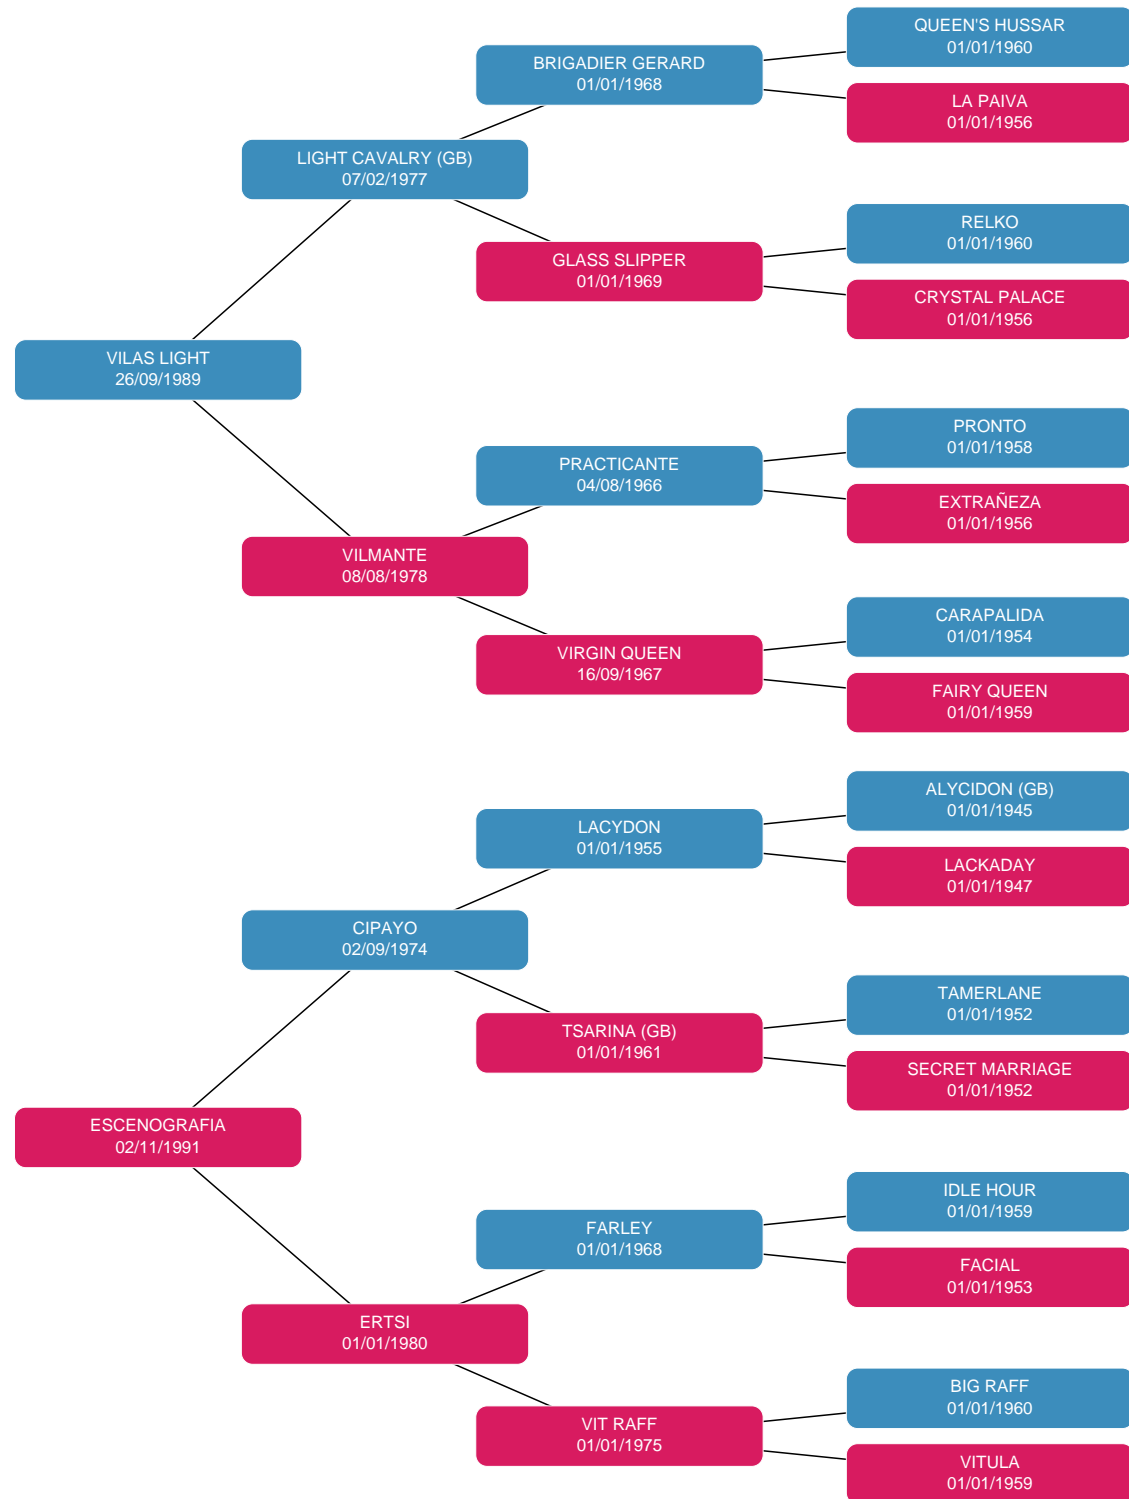 QUEEN'S HUSSAR
01/01/1960
BRIGADIER GERARD
01/01/1968
LA PAIVA
01/01/1956
LIGHT CAVALRY (GB)
07/02/1977
RELKO
01/01/1960
GLASS SLIPPER
01/01/1969
CRYSTAL PALACE
01/01/1956
VILAS LIGHT
26/09/1989
PRONTO
01/01/1958
PRACTICANTE
04/08/1966
EXTRAÑEZA
01/01/1956
VILMANTE
08/08/1978
CARAPALIDA
01/01/1954
VIRGIN QUEEN
16/09/1967
FAIRY QUEEN
01/01/1959
ALYCIDON (GB)
01/01/1945
LACYDON
01/01/1955
LACKADAY
01/01/1947
CIPAYO
02/09/1974
TAMERLANE
01/01/1952
TSARINA (GB)
01/01/1961
SECRET MARRIAGE
01/01/1952
ESCENOGRAFIA
02/11/1991
IDLE HOUR
01/01/1959
FARLEY
01/01/1968
FACIAL
01/01/1953
ERTSI
01/01/1980
BIG RAFF
01/01/1960
VIT RAFF
01/01/1975
VITULA
01/01/1959